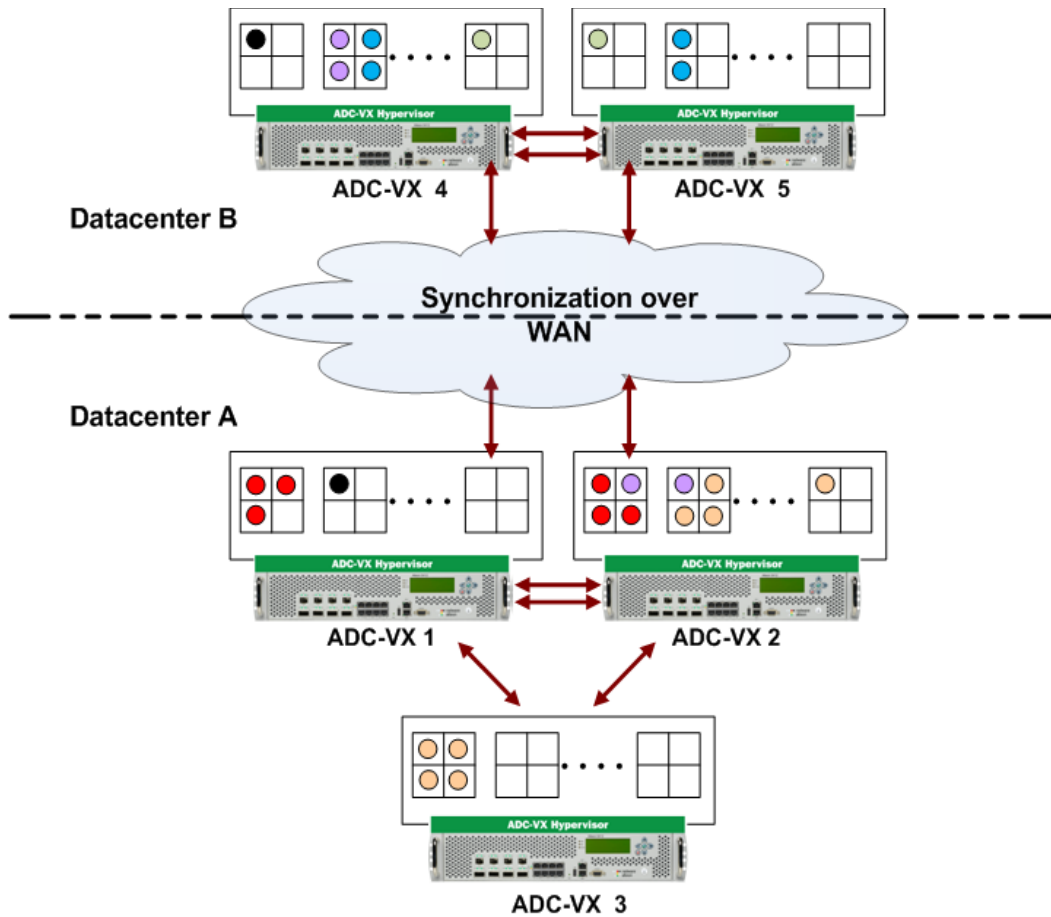 ADC-VX Hypervisor
ADC-VX Hypervisor
ADC-VX 4
ADC-VX 5
Datacenter B
Synchronization over
WAN
Datacenter A
ADC-VX Hypervisor
ADC-VX Hypervisor
ADC-VX 1
ADC-VX 2
ADC-VX Hypervisor
ADC-VX 3